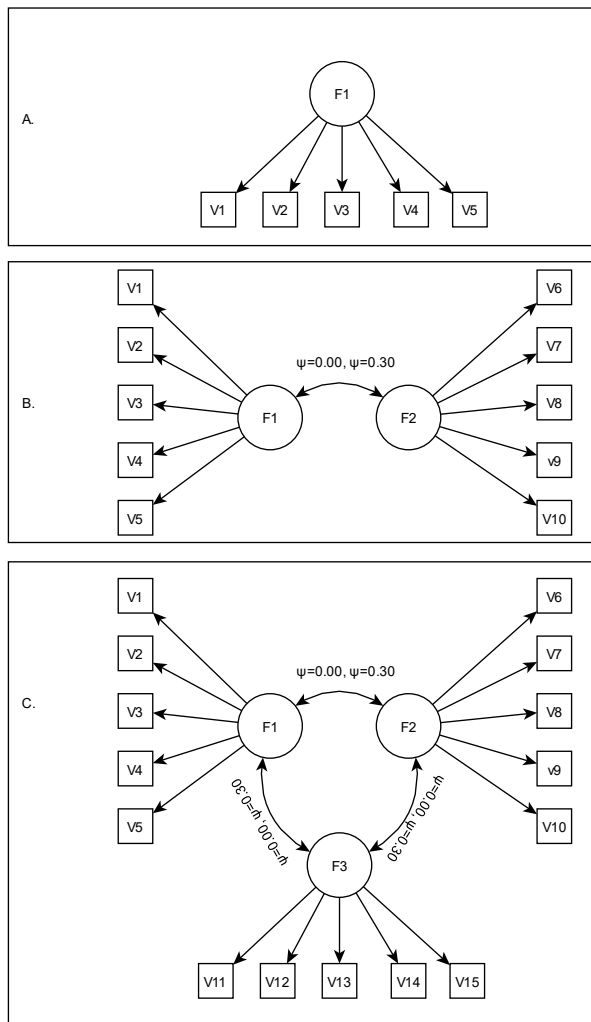 A.
F1
V1 V2 V3 V4 V5
B.
V1
V2
V3
V4
V5
ψ=0.00, ψ=0.30
F1 F2
V6
V7
V8
v9
V10
C.
V1
V2
V3
V4
V5
ψ=0.00, ψ=0.30
F1 F2
V6
V7
V8
v9
V10
ψ=0.00, ψ=0.30
ψ=0.00, ψ=0.30
F3
V11 V12 V13 V14 V15